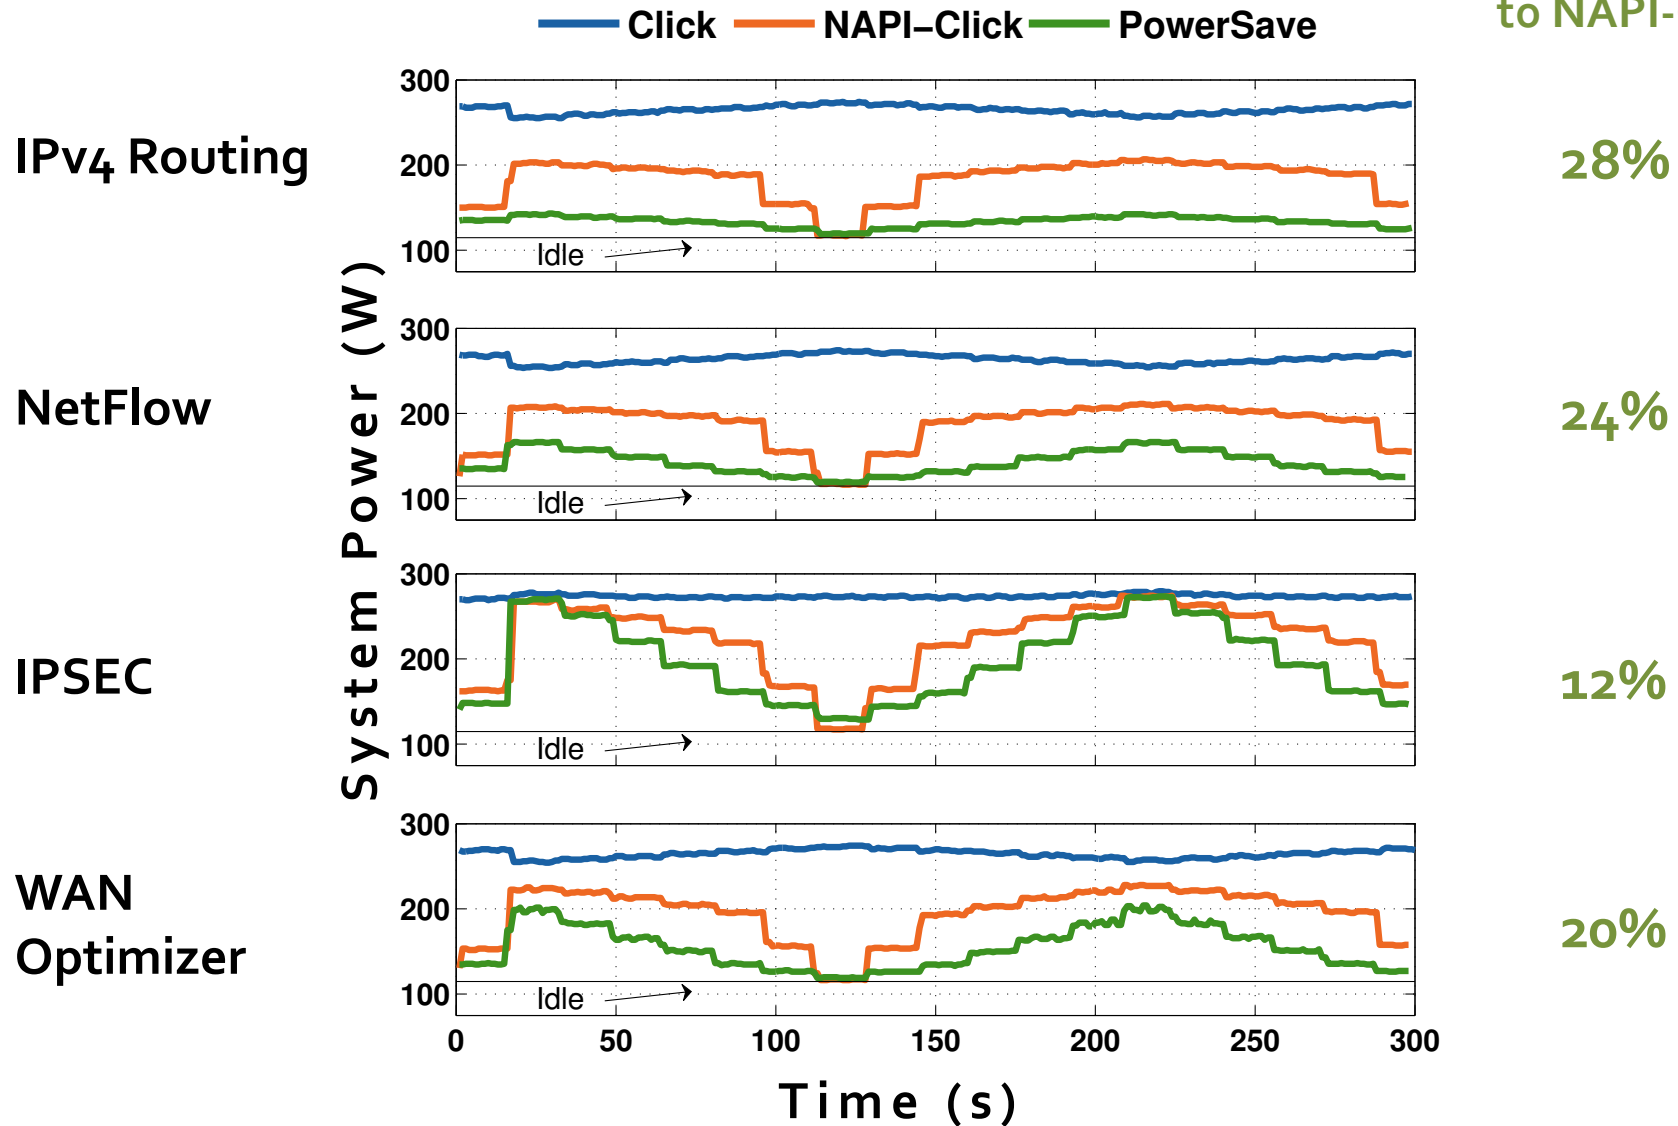 to NAPI-
Click NAPI–Click PowerSave
IPv4 Routing
28%
300
200
100
Idle
NetFlow
24%
300
200
100
Idle
IPSEC
12%
300
200
100
Idle
WAN
Optimizer
20%
300
200
100
Idle
0 50 100 150 200 250 300
System Power (W)
Time (s)